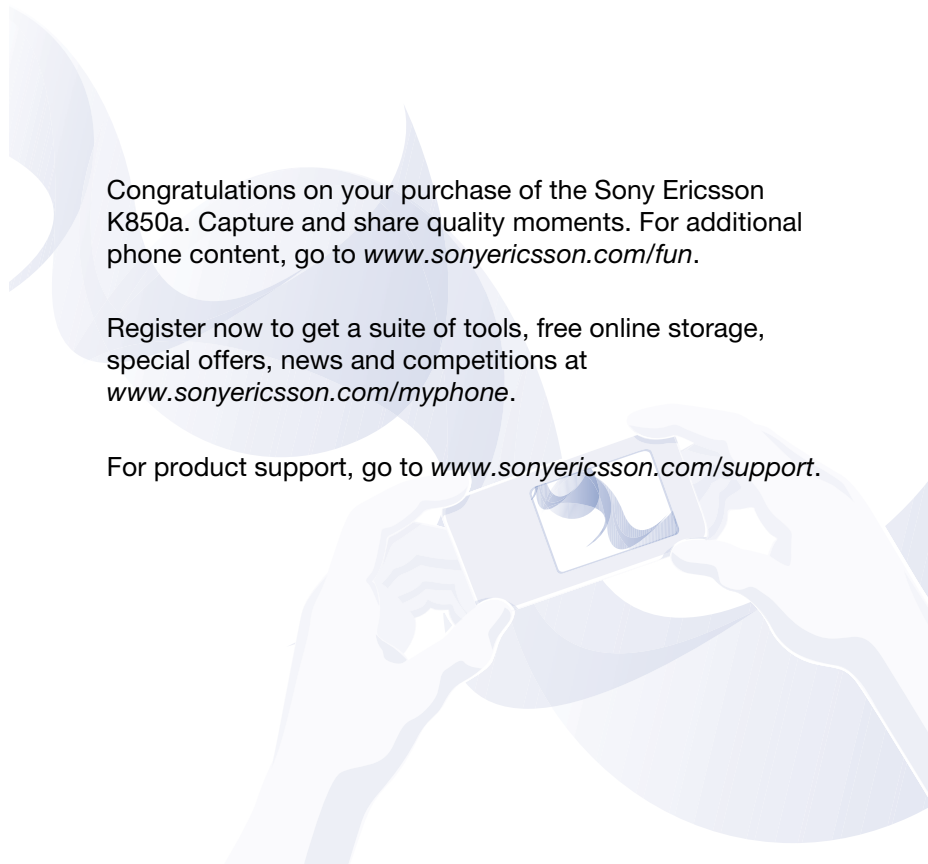 Congratulations on your purchase of the Sony Ericsson
K850a. Capture and share quality moments. For additional
phone content, go to www.sonyericsson.com/fun.
Register now to get a suite of tools, free online storage,
special offers, news and competitions at
www.sonyericsson.com/myphone.
For product support, go to www.sonyericsson.com/support.